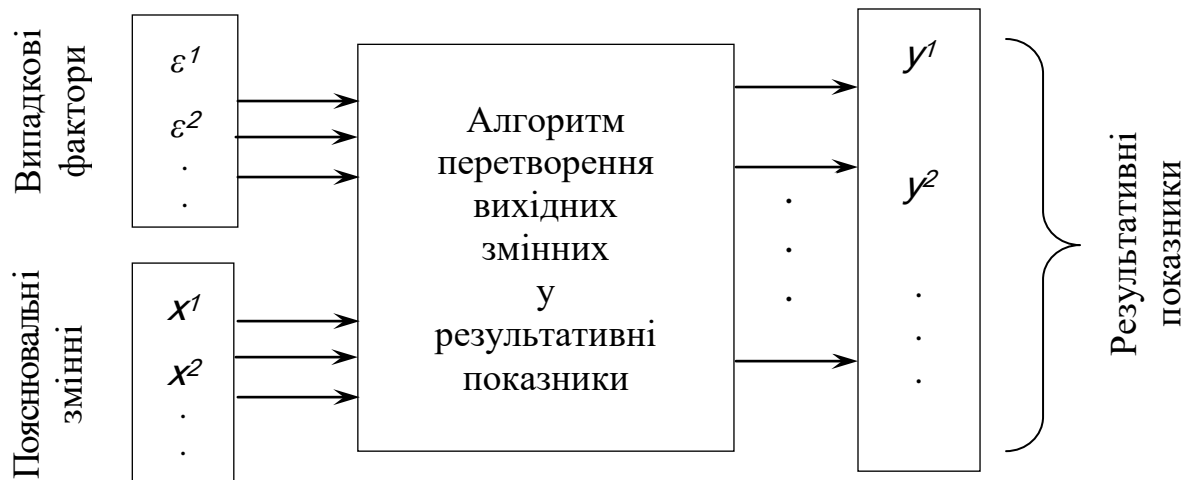 Випадкові
фактори
ε¹
ε²
.
.
Пояснювальні
змінні
x¹
x²
.
.
Алгоритм
перетворення
вихідних
змінних
у
результативні
показники
.
.
.
y¹
y²
.
.
.
Результативні
показники